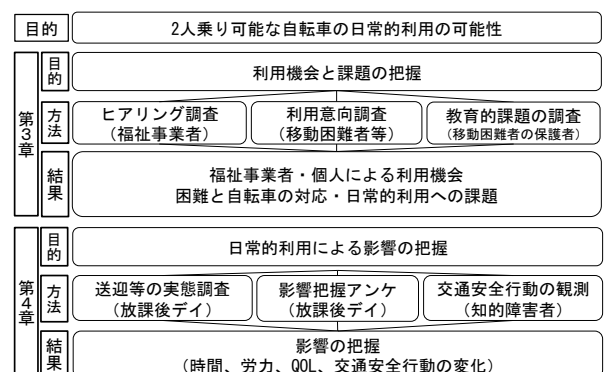 目的
2人乗り可能な自転車の日常的利用の可能性
第3章
目的
利用機会と課題の把握
方法
ヒアリング調査
（福祉事業者）
利用意向調査
（移動困難者等）
教育的課題の調査
（移動困難者の保護者）
結果
福祉事業者・個人による利用機会
困難と自転車の対応・日常的利用への課題
第4章
目的
日常的利用による影響の把握
方法
送迎等の実態調査
（放課後デイ）
影響把握アンケ
（放課後デイ）
交通安全行動の観測
（知的障害者）
結果
影響の把握
（時間、労力、QOL、交通安全行動の変化）